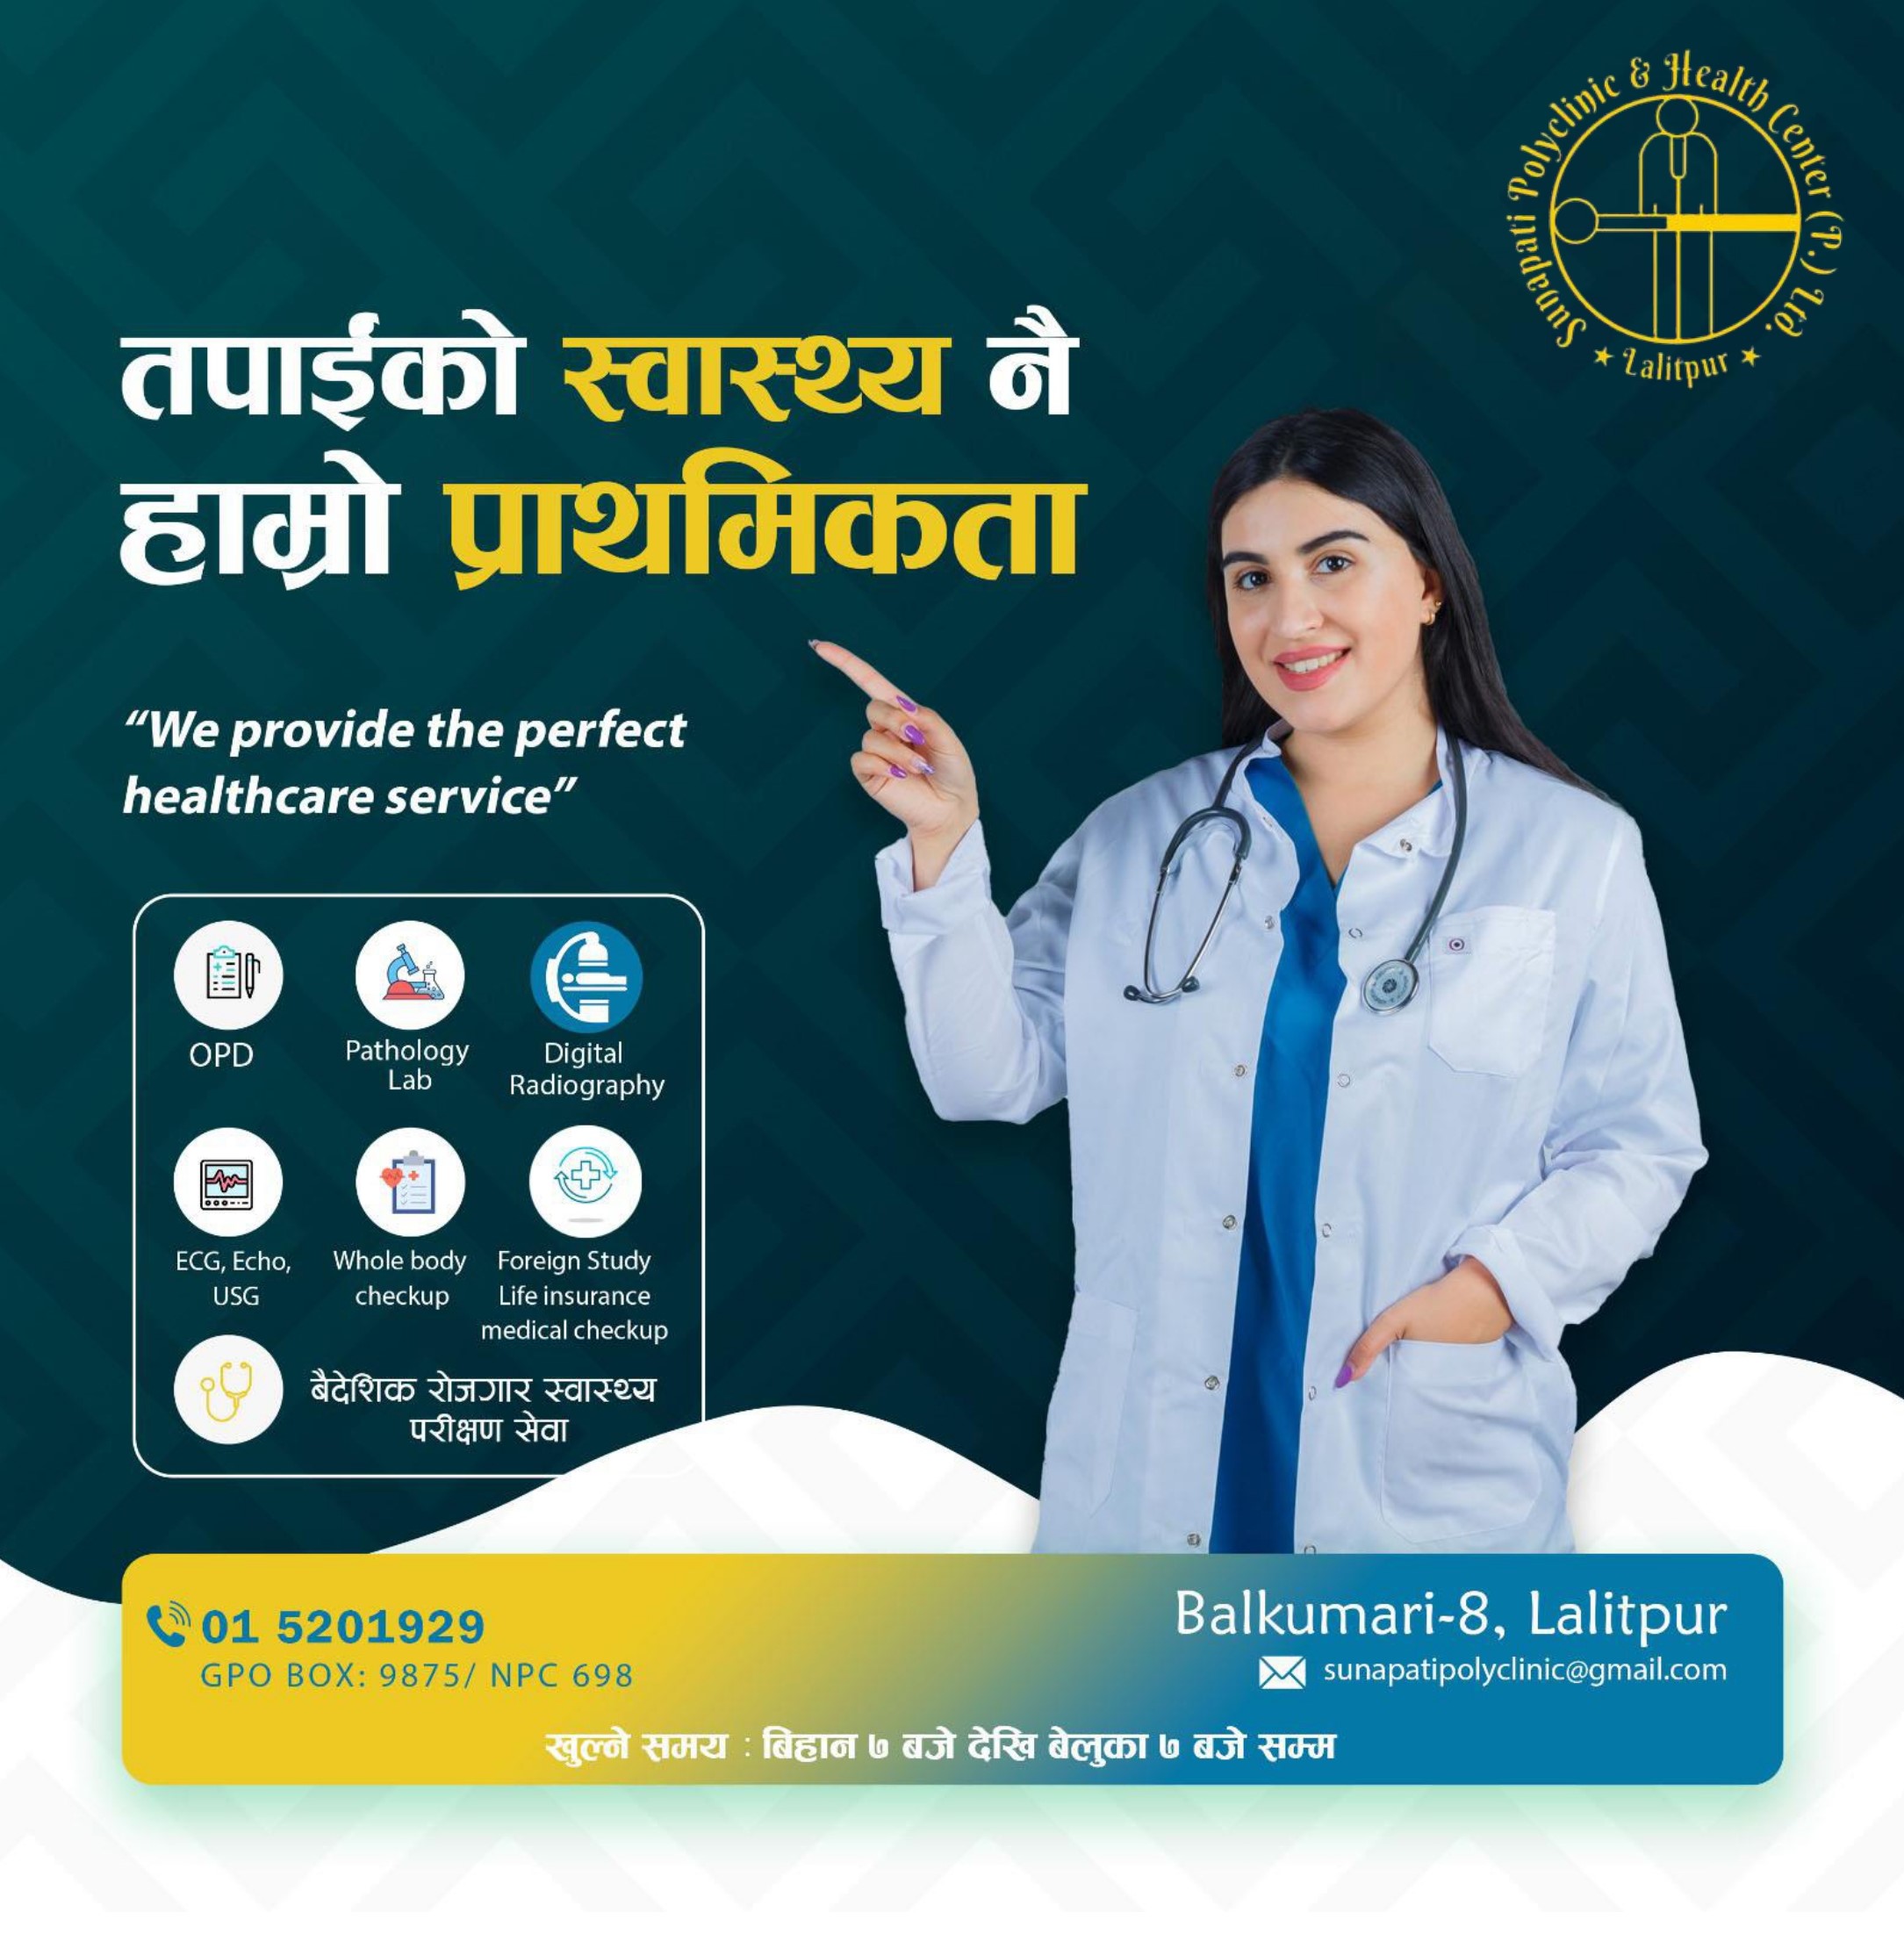 Sunapati Polyclinic & Health Center (P.) Ltd.
★ Lalitpur ★
तपाईको स्वास्थ्य नै
हाम्रो प्राथमिकता
“We provide the perfect
healthcare service”
OPD
Pathology
Lab
Digital
Radiography
ECG, Echo,
USG
Whole body
checkup
Foreign Study
Life insurance
medical checkup
बैदेशिक रोजगार स्वास्थ्य
परीक्षण सेवा
01 5201929
GPO BOX: 9875/ NPC 698
Balkumari-8, Lalitpur
sunapatipolyclinic@gmail.com
खुल्ने समय : बिहान ७ बजे देखि बेलुका ७ बजे सम्म